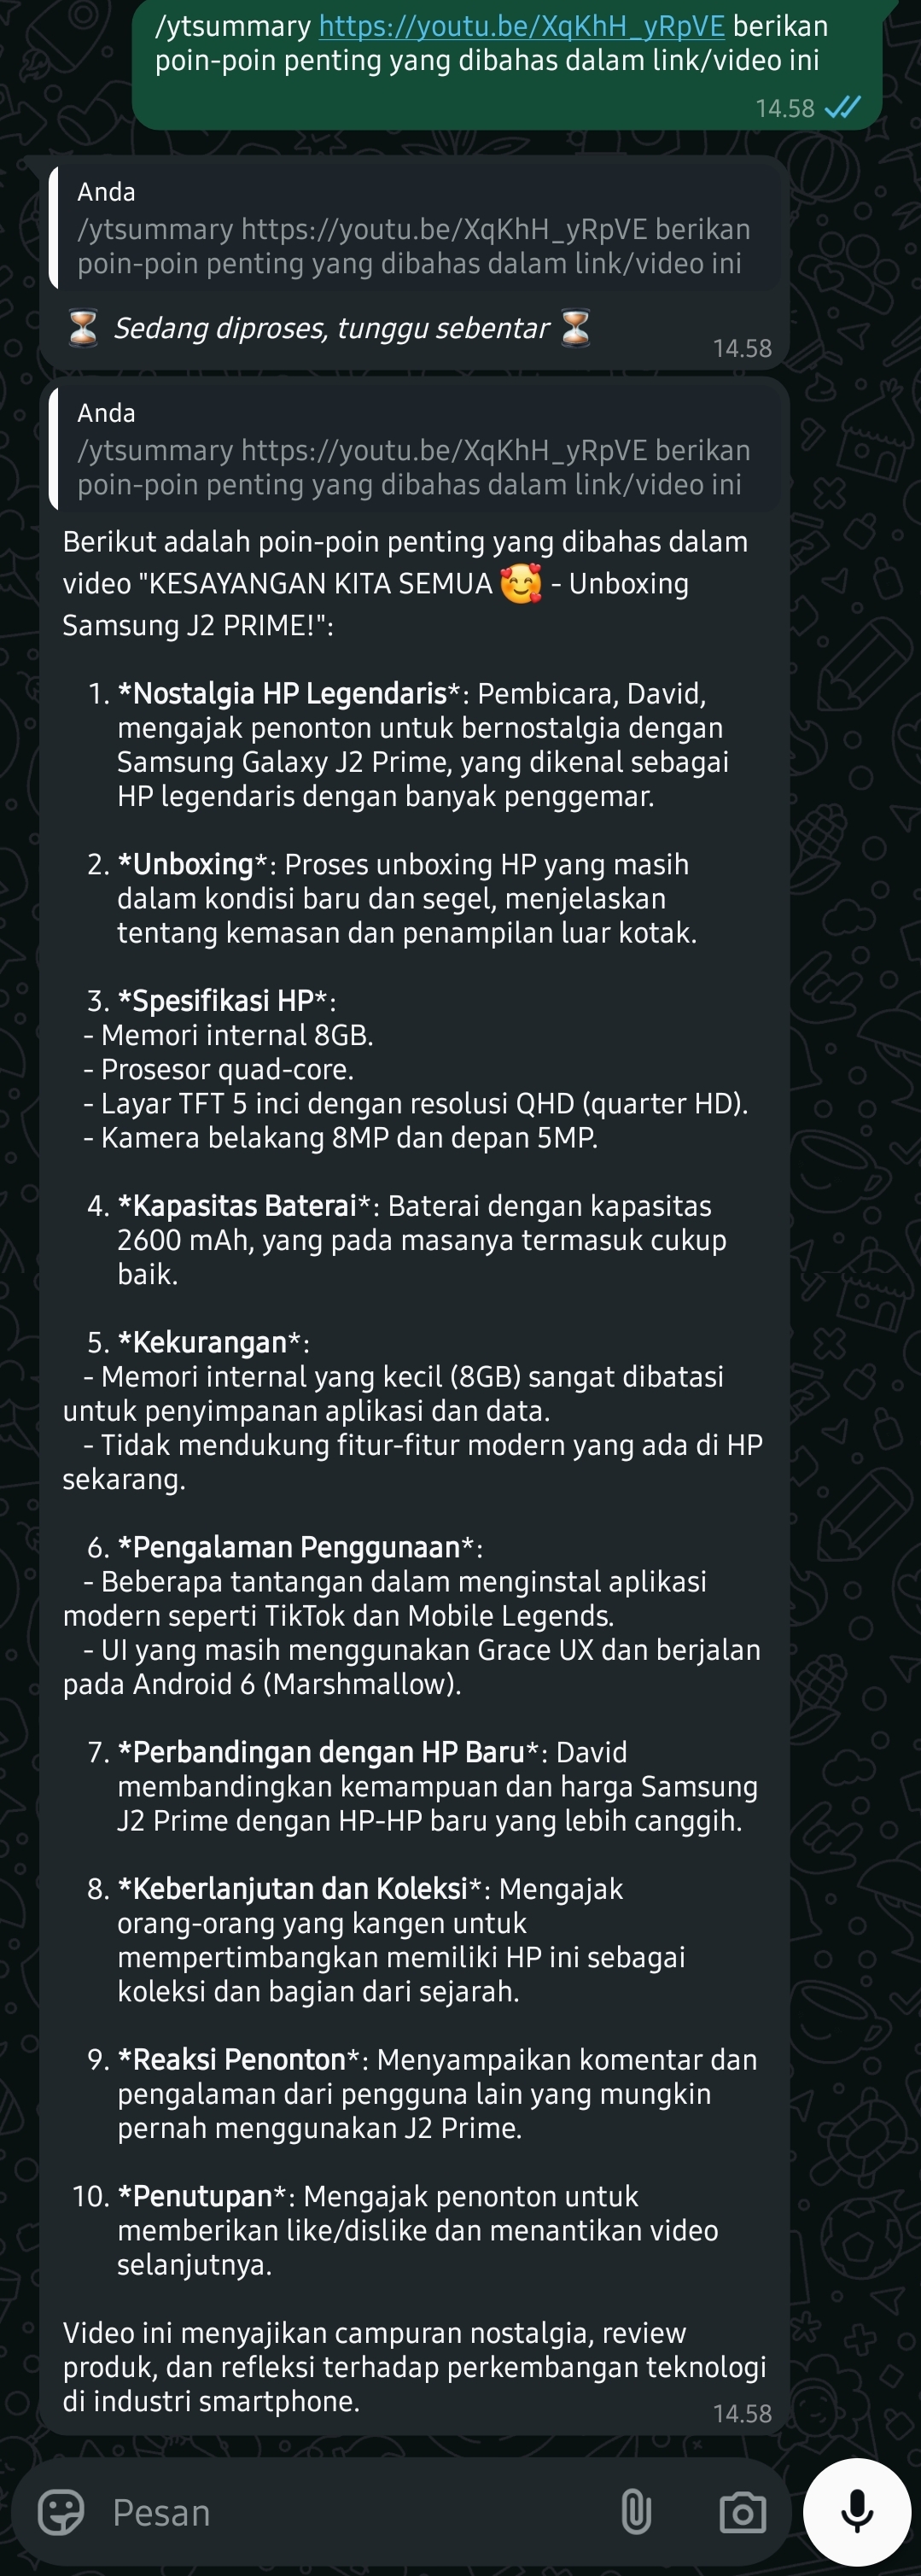 /ytsummary https://youtu.be/XqKhH_yRpVE berikan
poin-poin penting yang dibahas dalam link/video ini
14.58
Anda
/ytsummary https://youtu.be/XqKhH_yRpVE berikan
poin-poin penting yang dibahas dalam link/video ini
⏳ Sedang diproses, tunggu sebentar ⏳
14.58
Anda
/ytsummary https://youtu.be/XqKhH_yRpVE berikan
poin-poin penting yang dibahas dalam link/video ini
Berikut adalah poin-poin penting yang dibahas dalam
video "KESAYANGAN KITA SEMUA 🥰 - Unboxing
Samsung J2 PRIME!":
1. *Nostalgia HP Legendaris*: Pembicara, David,
mengajak penonton untuk bernostalgia dengan
Samsung Galaxy J2 Prime, yang dikenal sebagai
HP legendaris dengan banyak penggemar.
2. *Unboxing*: Proses unboxing HP yang masih
dalam kondisi baru dan segel, menjelaskan
tentang kemasan dan penampilan luar kotak.
3. *Spesifikasi HP*:
- Memori internal 8GB.
- Prosesor quad-core.
- Layar TFT 5 inci dengan resolusi QHD (quarter HD).
- Kamera belakang 8MP dan depan 5MP.
4. *Kapasitas Baterai*: Baterai dengan kapasitas
2600 mAh, yang pada masanya termasuk cukup
baik.
5. *Kekurangan*:
- Memori internal yang kecil (8GB) sangat dibatasi
untuk penyimpanan aplikasi dan data.
- Tidak mendukung fitur-fitur modern yang ada di HP
sekarang.
6. *Pengalaman Penggunaan*:
- Beberapa tantangan dalam menginstal aplikasi
modern seperti TikTok dan Mobile Legends.
- UI yang masih menggunakan Grace UX dan berjalan
pada Android 6 (Marshmallow).
7. *Perbandingan dengan HP Baru*: David
membandingkan kemampuan dan harga Samsung
J2 Prime dengan HP-HP baru yang lebih canggih.
8. *Keberlanjutan dan Koleksi*: Mengajak
orang-orang yang kangen untuk
mempertimbangkan memiliki HP ini sebagai
koleksi dan bagian dari sejarah.
9. *Reaksi Penonton*: Menyampaikan komentar dan
pengalaman dari pengguna lain yang mungkin
pernah menggunakan J2 Prime.
10. *Penutupan*: Mengajak penonton untuk
memberikan like/dislike dan menantikan video
selanjutnya.
Video ini menyajikan campuran nostalgia, review
produk, dan refleksi terhadap perkembangan teknologi
di industri smartphone.
14.58
Pesan